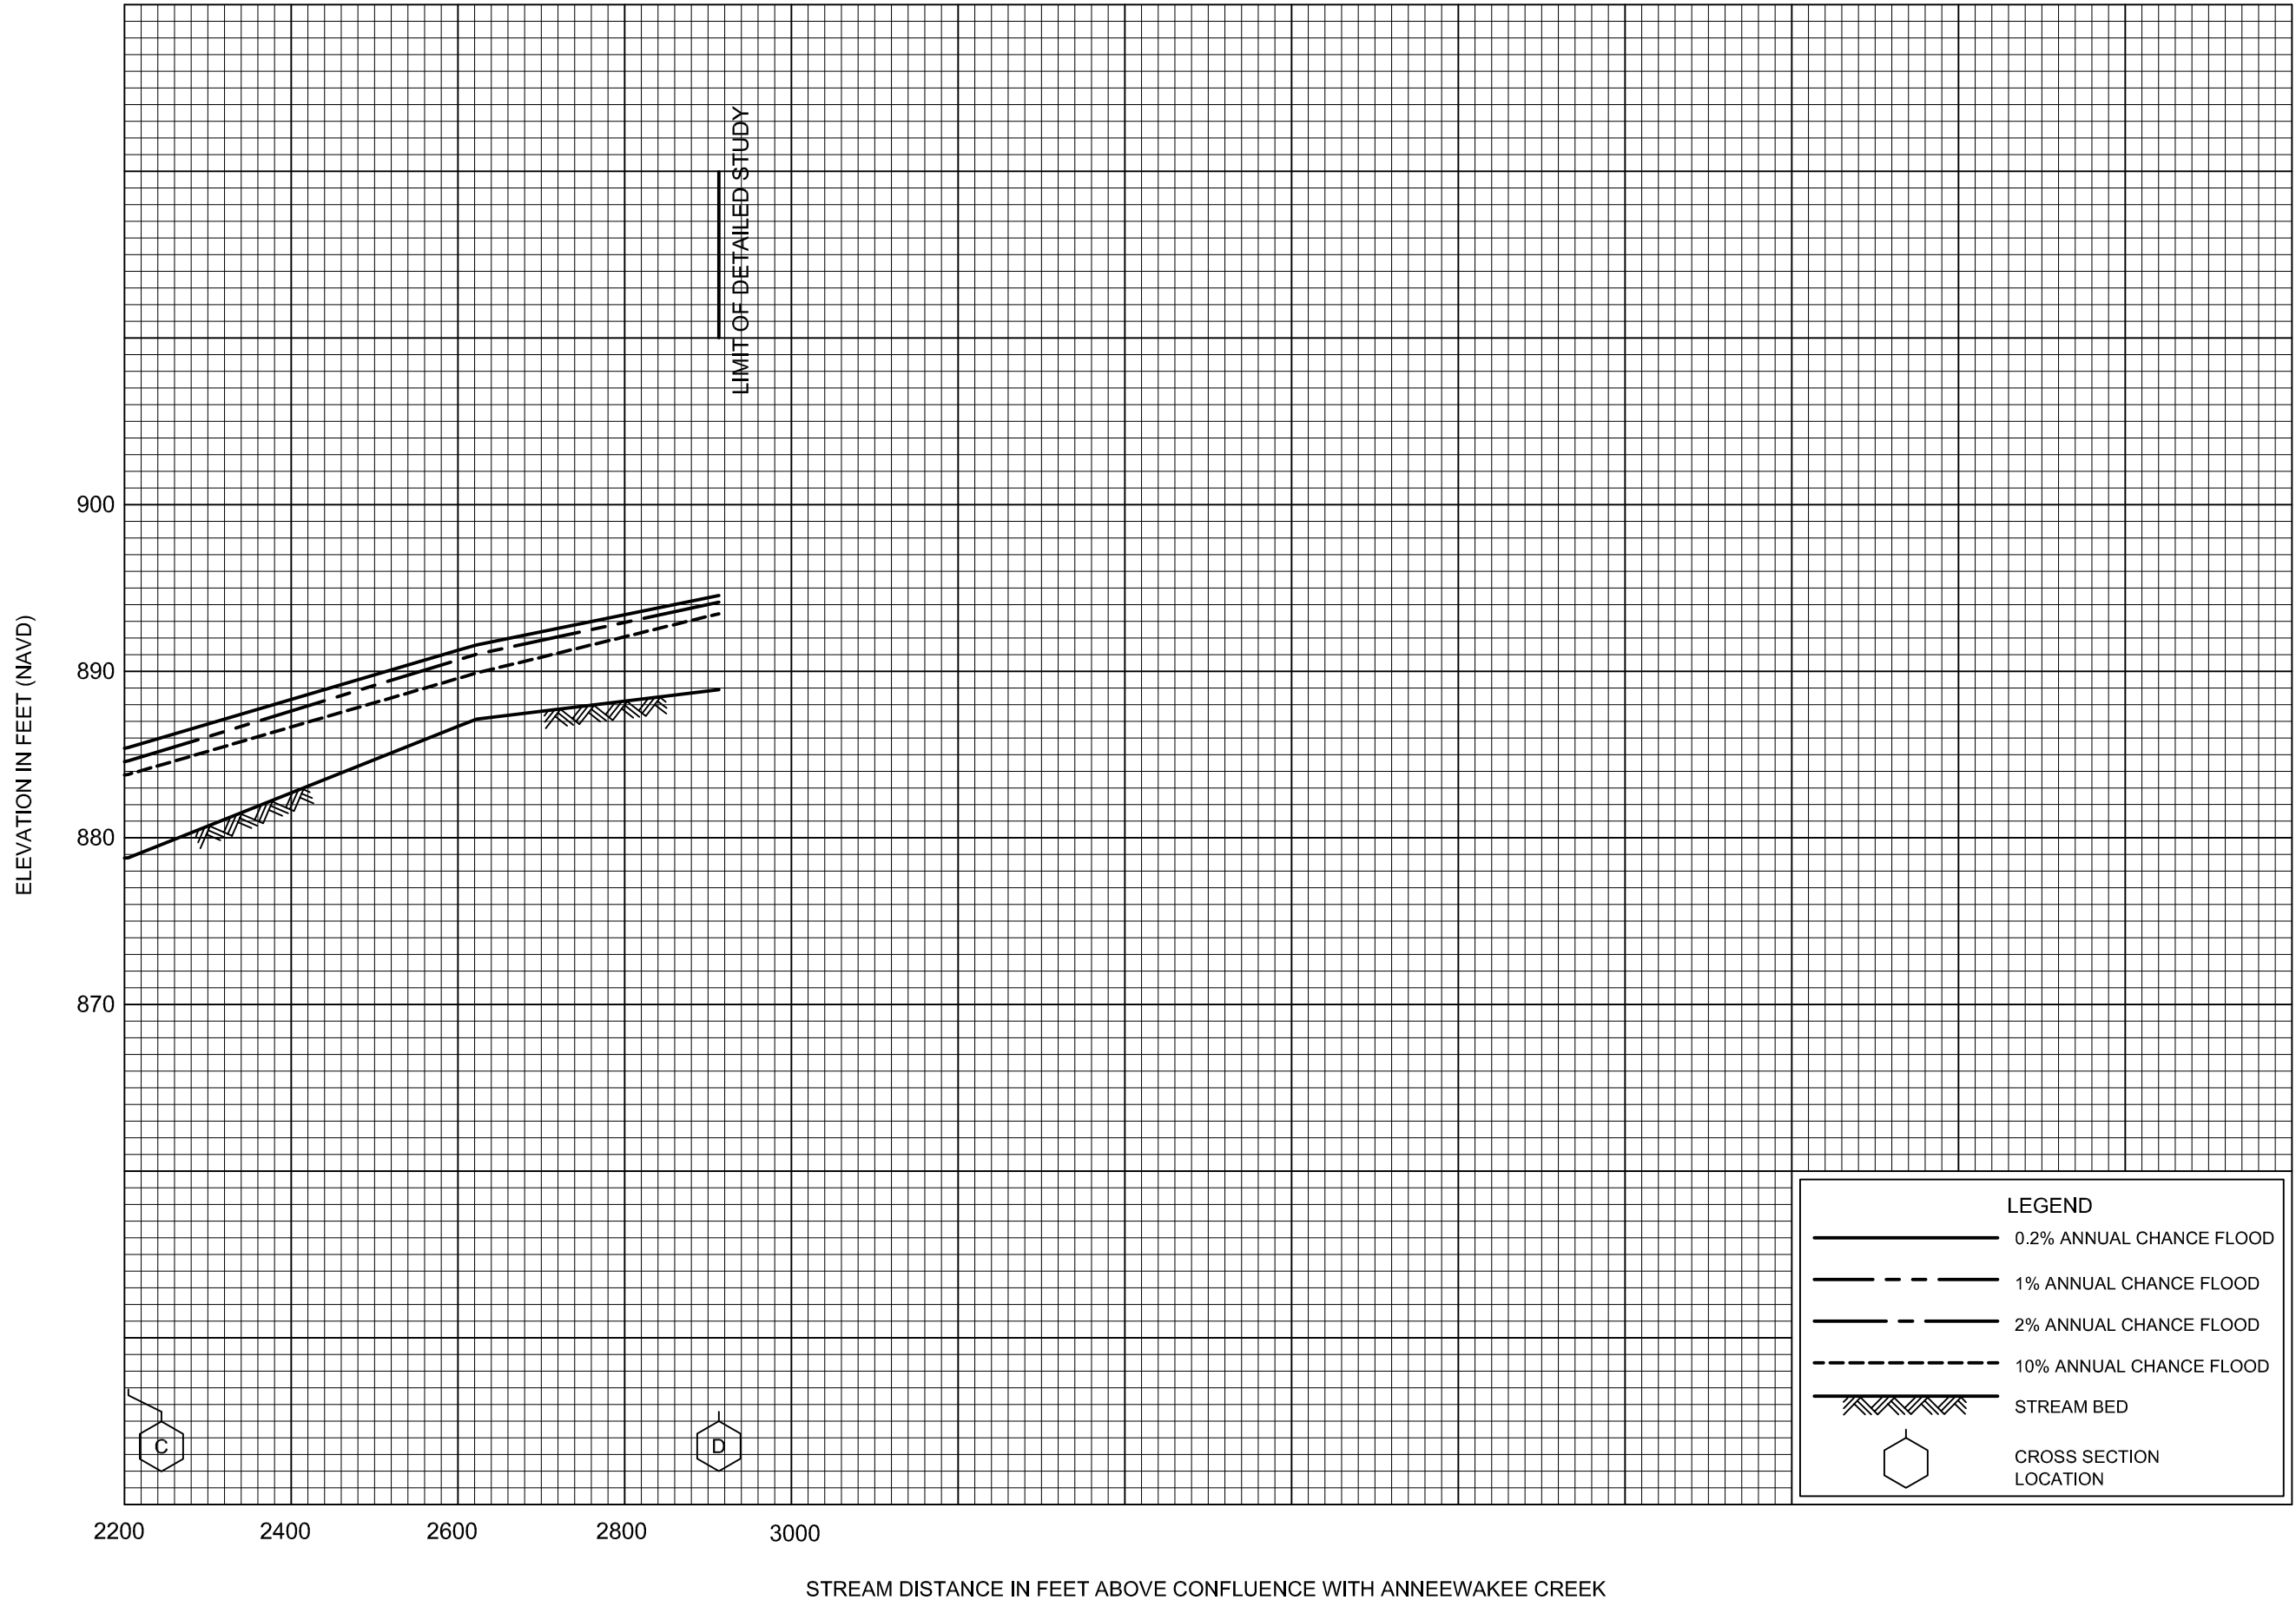 LIMIT OF DETAILED STUDY
ELEVATION IN FEET (NAVD)
900
890
880
870
LEGEND
0.2% ANNUAL CHANCE FLOOD
1% ANNUAL CHANCE FLOOD
2% ANNUAL CHANCE FLOOD
10% ANNUAL CHANCE FLOOD
STREAM BED
CROSS SECTION
LOCATION
C
D
2200
2400
2600
2800
3000
STREAM DISTANCE IN FEET ABOVE CONFLUENCE WITH ANNEEWAKEE CREEK